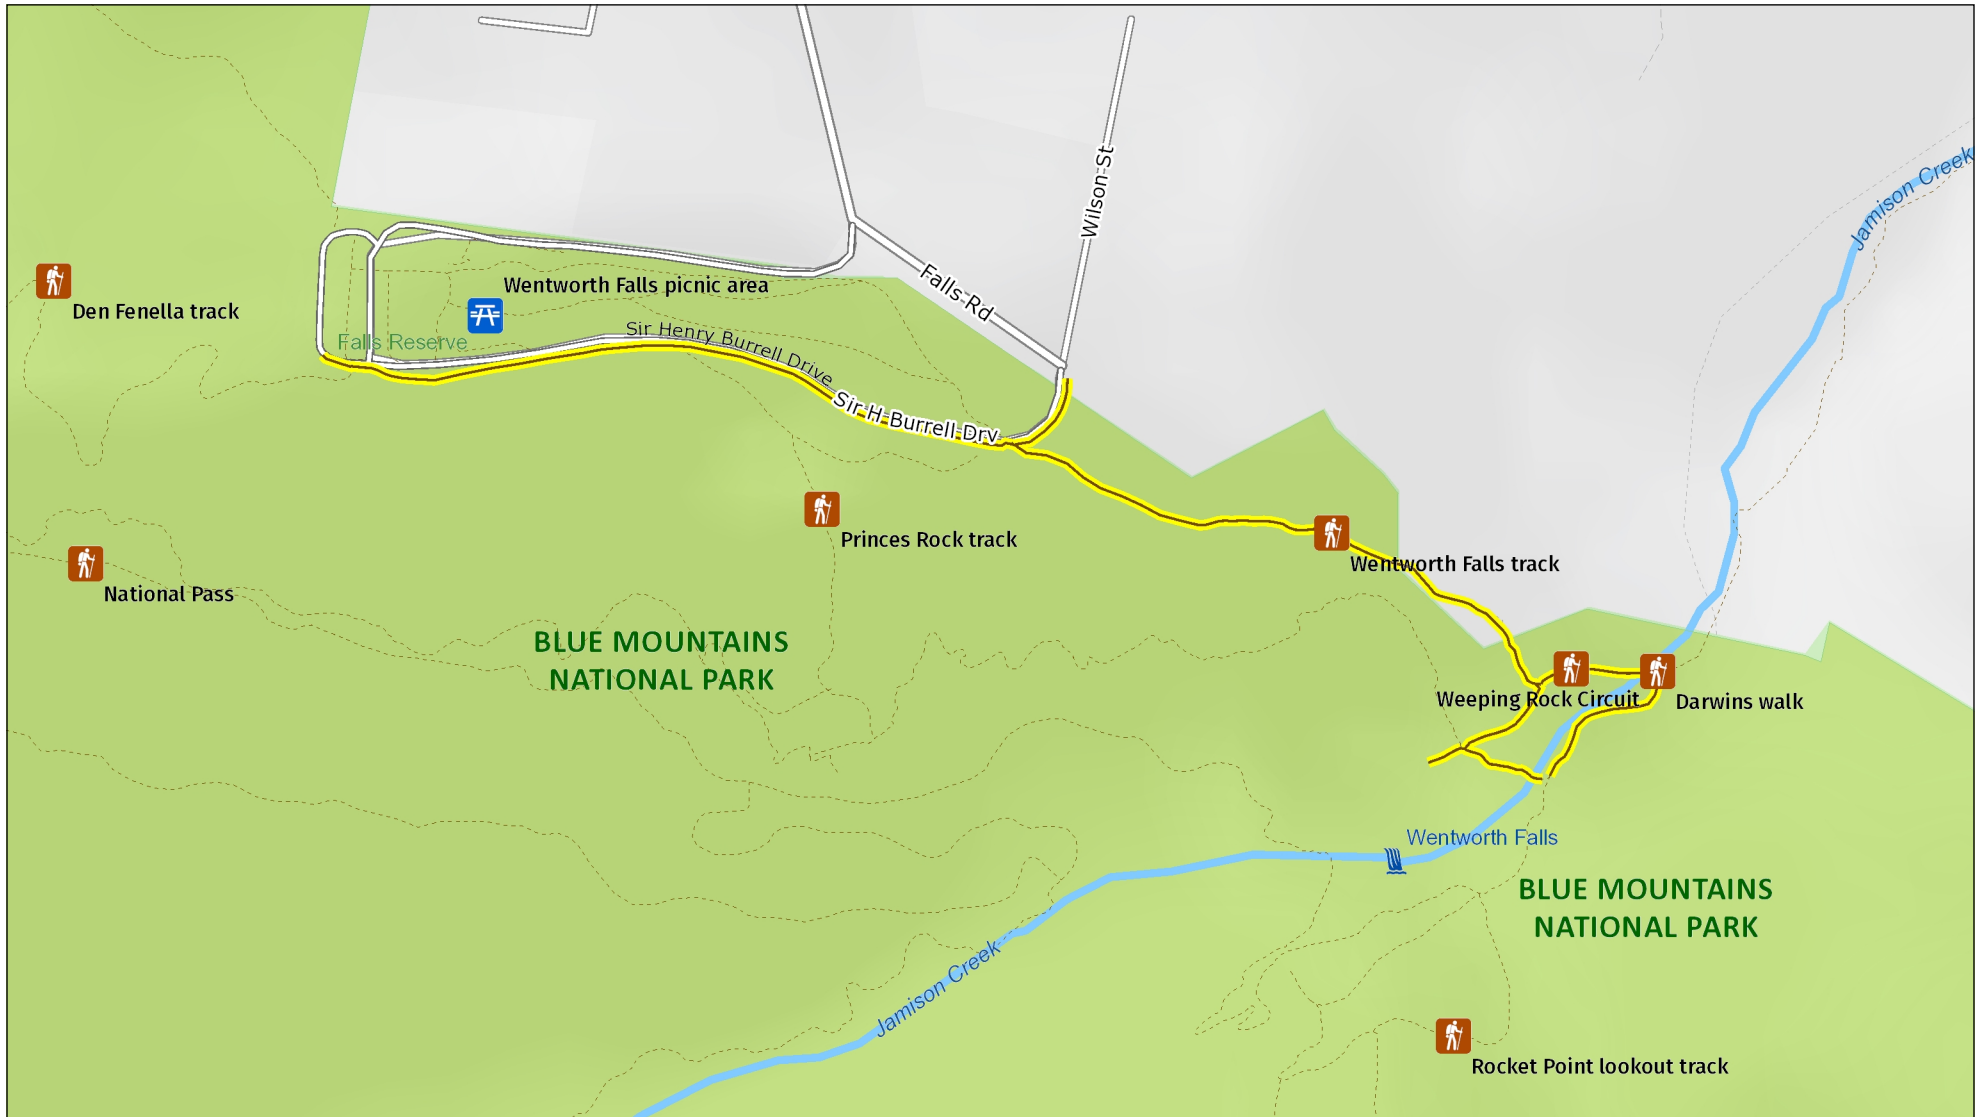 Jamison Creek
Wilson St
Falls Rd
Wentworth Falls picnic area
Den Fenella track
Falls Reserve
Sir Henry Burrell Drive
Sir H Burrell Drv
Princes Rock track
Wentworth Falls track
National Pass
BLUE MOUNTAINS
NATIONAL PARK
Weeping Rock Circuit
Darwins walk
Wentworth Falls
BLUE MOUNTAINS
NATIONAL PARK
Jamison Creek
Rocket Point lookout track